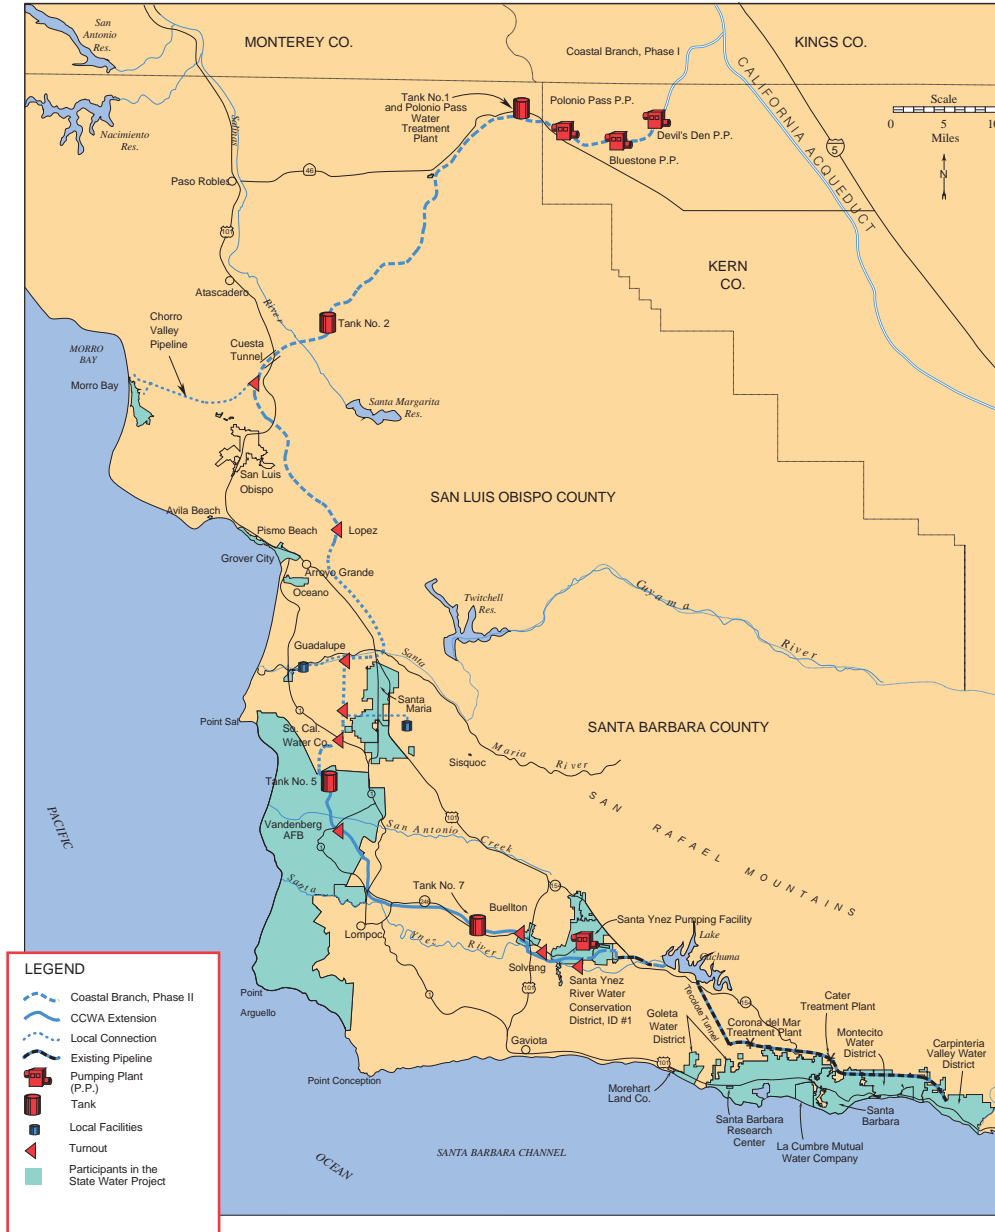 San
Antonio
Res.
MONTEREY CO.
Coastal Branch, Phase I
KINGS CO.
CALIFORNIA AQUEDUCT
Tank No.1
and Polonio Pass
Water
Treatment
Plant
Polonio Pass P.P.
Devil's Den P.P.
Bluestone P.P.
Scale
0 5 10
Miles
N
5
Nacimiento
Res.
Salinas
Paso Robles
46
101
KERN
CO.
Atascadero
River
Tank No. 2
Chorro
Valley
Pipeline
Cuesta
Tunnel
MORRO
BAY
Morro Bay
Santa Margarita
Res.
San Luis
Obispo
SAN LUIS OBISPO COUNTY
Avila Beach
Pismo Beach
Lopez
Grover City
Arroyo Grande
Oceano
Twitchell
Res.
Cuyama
River
Guadalupe
Santa
1
Santa
Maria
Point Sal
So. Cal.
Water Co.
SANTA BARBARA COUNTY
Maria
River
Sisquoc
Tank No. 5
1
SAN RAFAEL MOUNTAINS
PACIFIC
Vandenberg
AFB
San Antonio
Creek
101
1
154
Santa
Tank No. 7
246
Buellton
Santa Ynez Pumping Facility
Lompoc
Ynez
River
Lake
Cachuma
Solvang
101
Santa Ynez
River Water
Conservation
District, ID #1
1
Point
Arguello
Tecolote Tunnel
154
Cater
Treatment Plant
Goleta
Water
District
Corona del Mar
Treatment Plant
Montecito
Water
District
Carpinteria
Valley Water
District
Gaviota
101
Point Conception
Morehart
Land Co.
Santa Barbara
Research
Center
Santa
Barbara
La Cumbre Mutual
Water Company
SANTA BARBARA CHANNEL
OCEAN
LEGEND
Coastal Branch, Phase II
CCWA Extension
Local Connection
Existing Pipeline
Pumping Plant
(P.P.)
Tank
Local Facilities
Turnout
Participants in the
State Water Project